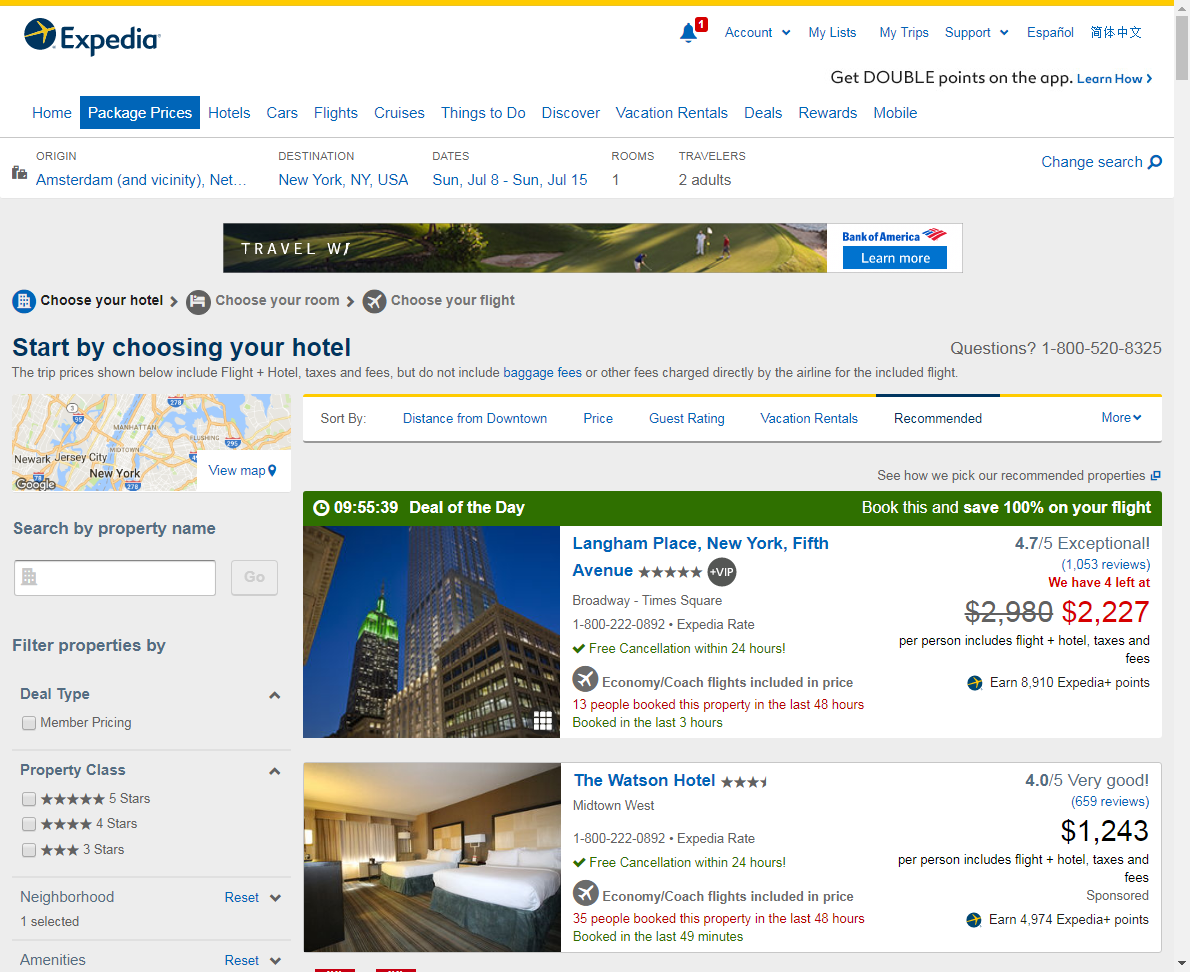 Expedia
1
Account
My Lists
My Trips
Support
Español
简体中文
Get DOUBLE points on the app. Learn How
Home
Package Prices
Hotels
Cars
Flights
Cruises
Things to Do
Discover
Vacation Rentals
Deals
Rewards
Mobile
ORIGIN
Amsterdam (and vicinity), Net...
DESTINATION
New York, NY, USA
DATES
Sun, Jul 8 - Sun, Jul 15
ROOMS
1
TRAVELERS
2 adults
Change search
TRAVEL
Bank of America
Learn more
Choose your hotel
Choose your room
Choose your flight
Start by choosing your hotel
Questions? 1-800-520-8325
The trip prices shown below include Flight + Hotel, taxes and fees, but do not include baggage fees or other fees charged directly by the airline for the included flight.
MANHATTAN
FLUSHING
MIDTOWN
Newark
Jersey City
New York
3
95
278
295
78
278
Google
View map
Sort By:
Distance from Downtown
Price
Guest Rating
Vacation Rentals
Recommended
More
See how we pick our recommended properties
Search by property name
Go
Filter properties by
Deal Type
Member Pricing
Property Class
5 Stars
4 Stars
3 Stars
Neighborhood
Reset
1 selected
Amenities
Reset
09:55:39 Deal of the Day
Book this and save 100% on your flight
Langham Place, New York, Fifth
Avenue
+VIP
Broadway - Times Square
1-800-222-0892 • Expedia Rate
Free Cancellation within 24 hours!
Economy/Coach flights included in price
13 people booked this property in the last 48 hours
Booked in the last 3 hours
4.7/5 Exceptional!
(1,053 reviews)
We have 4 left at
$2,980 $2,227
per person includes flight + hotel, taxes and
fees
Earn 8,910 Expedia+ points
The Watson Hotel
Midtown West
1-800-222-0892 • Expedia Rate
Free Cancellation within 24 hours!
Economy/Coach flights included in price
35 people booked this property in the last 48 hours
Booked in the last 49 minutes
4.0/5 Very good!
(659 reviews)
$1,243
per person includes flight + hotel, taxes and
fees
Sponsored
Earn 4,974 Expedia+ points